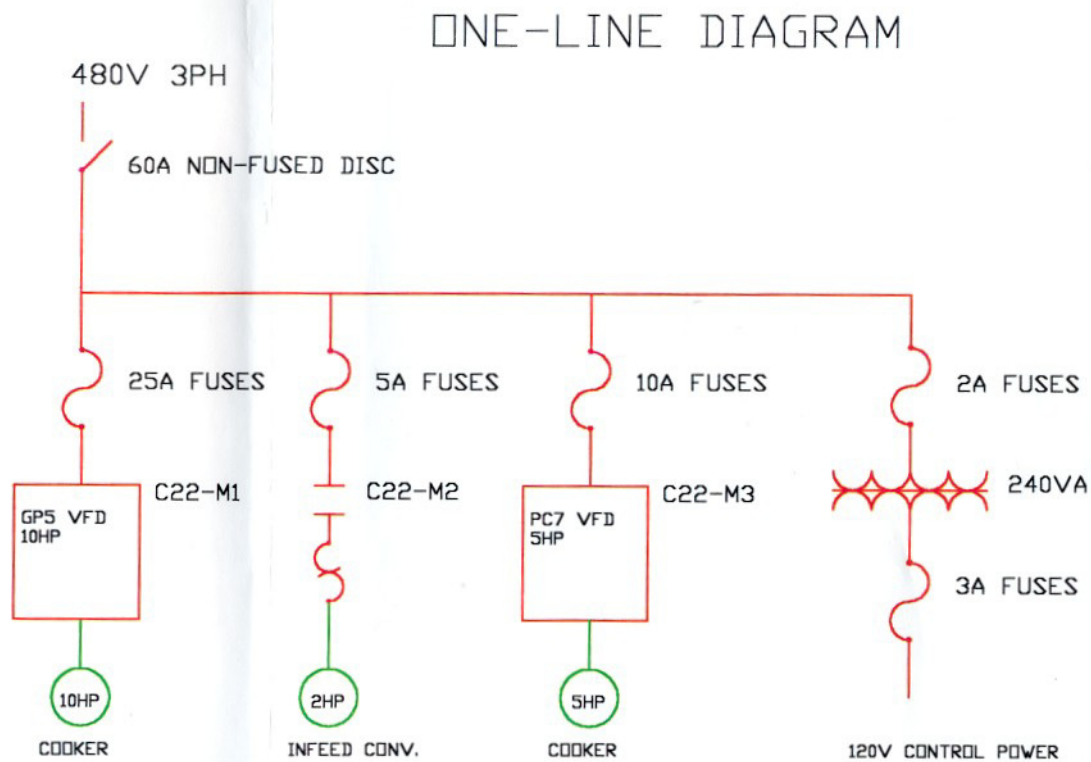 ONE-LINE DIAGRAM
480V 3PH
60A NON-FUSED DISC
25A FUSES
5A FUSES
10A FUSES
2A FUSES
C22-M1
C22-M2
C22-M3
240VA
GP5 VFD
10HP
PC7 VFD
5HP
3A FUSES
10HP
2HP
5HP
COOKER
INFEED CONV.
COOKER
120V CONTROL POWER